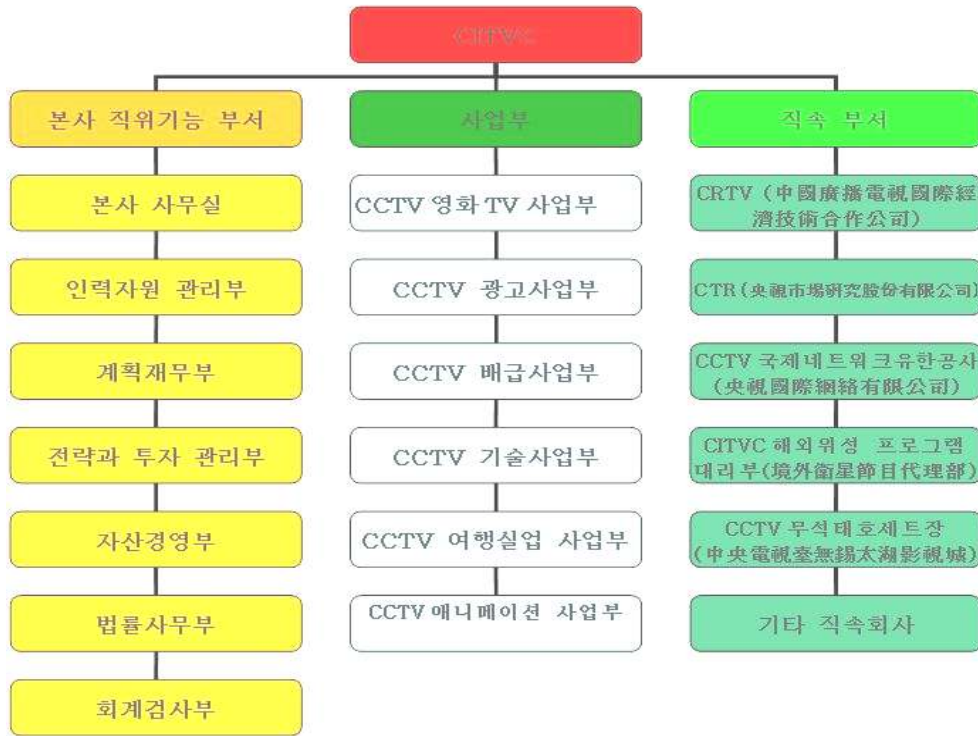 CITVC
본사 직위기능 부서
사업부
직속 부서
본사 사무실
인력자원 관리부
계획재무부
전략과 투자 관리부
자산경영부
법률사무부
회계검사부
CCTV 영화 TV 사업부
CCTV 광고사업부
CCTV 배급사업부
CCTV 기술사업부
CCTV 여행실업 사업부
CCTV 애니메이션 사업부
CRTV (中國廣播電視國際經
濟技術合作公司)
CTR (央視市場硏究股份有限公司)
CCTV 국제네트워크유한공사
(央視國際網絡有限公司)
CITVC 해외위성 프로그램
대리부(境外衛星節目代理部)
CCTV 무석태호세트장
(中央電視臺無錫太湖影視城)
기타 직속회사